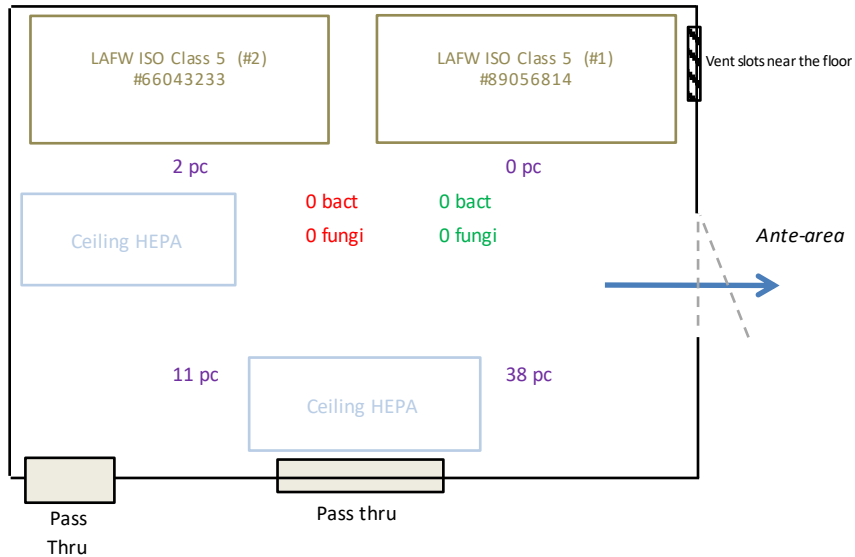 LAFW ISO Class 5 (#2)
#66043233
LAFW ISO Class 5 (#1)
#89056814
Vent slots near the floor
2 pc
0 pc
0 bact
0 fungi
0 bact
0 fungi
Ceiling HEPA
Ante-area
11 pc
38 pc
Ceiling HEPA
Pass
Thru
Pass thru